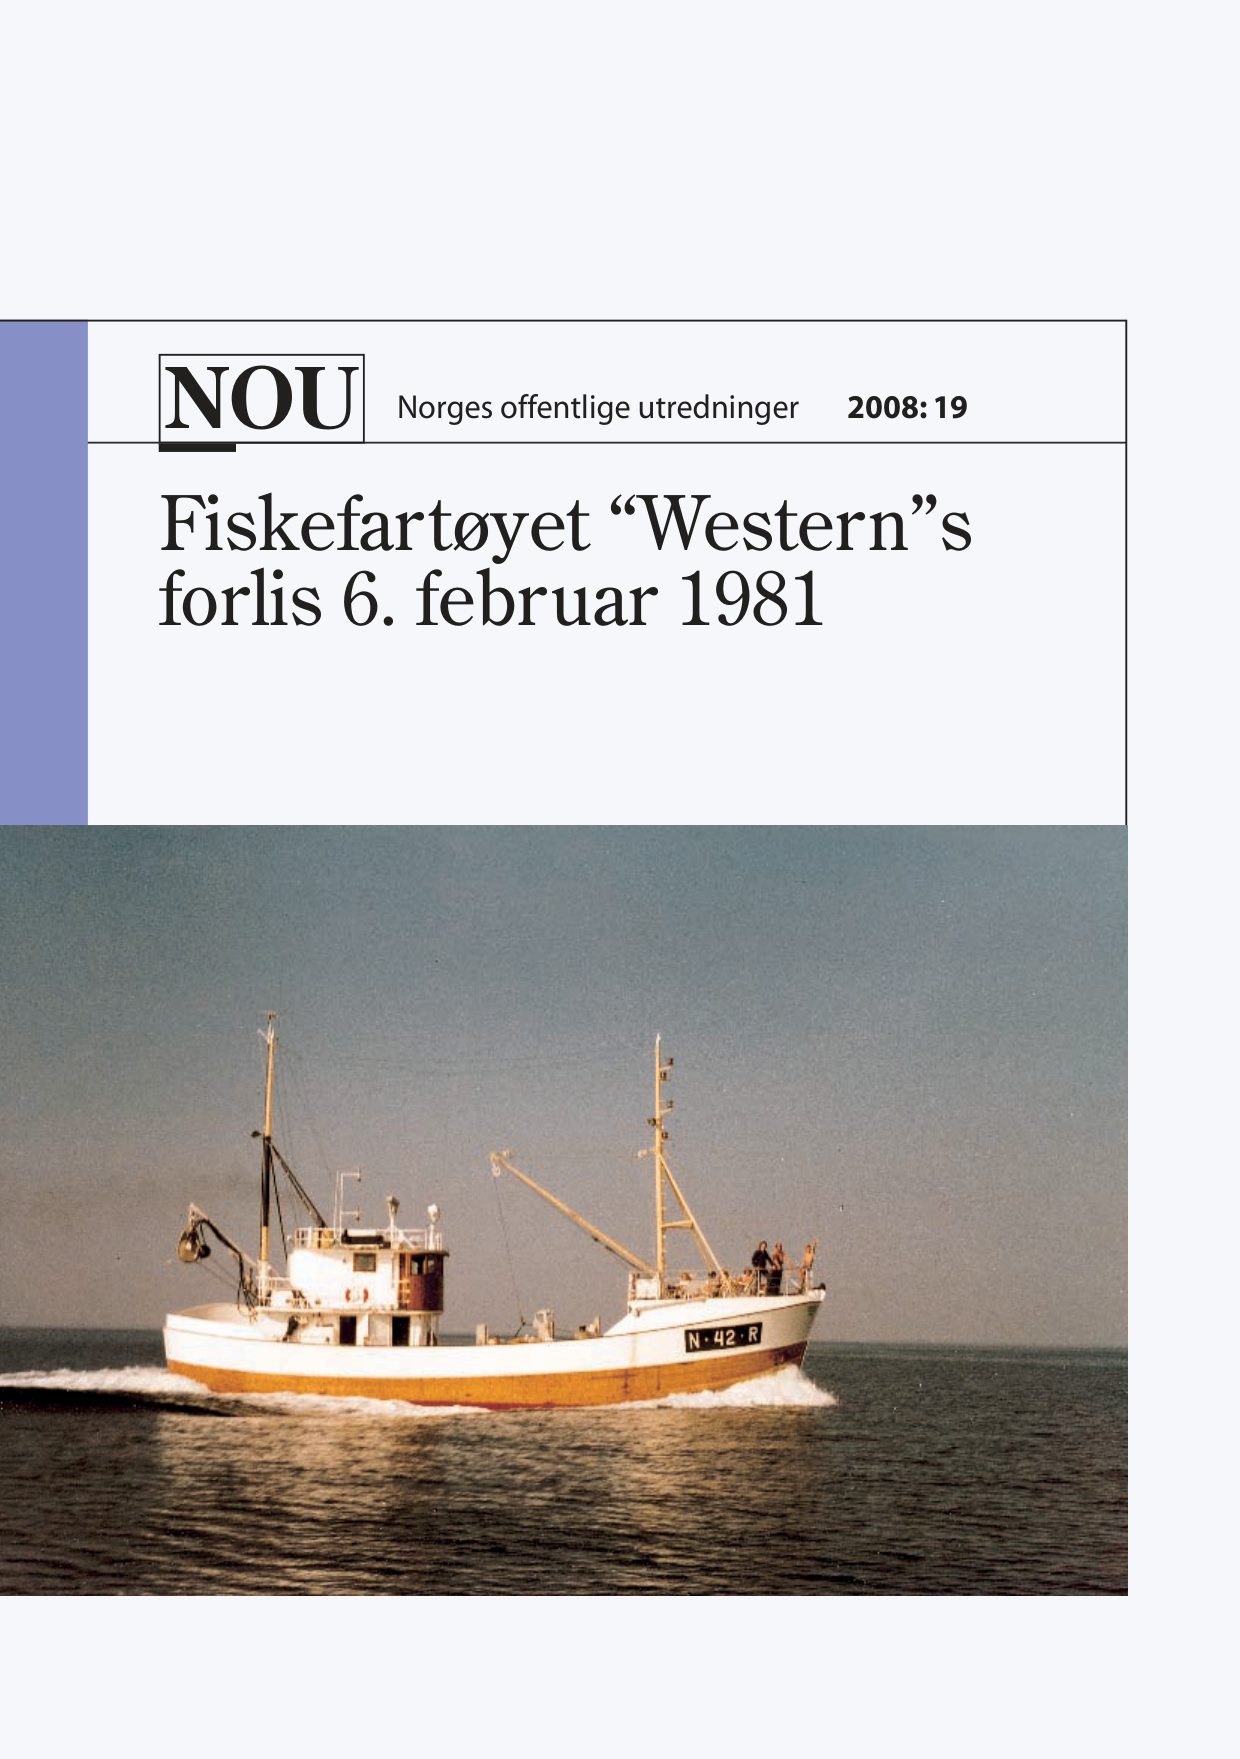 NOU Norges offentlige utredninger 2008: 19
Fiskefartøyet “Western”s
forlis 6. februar 1981
N · 42 · R